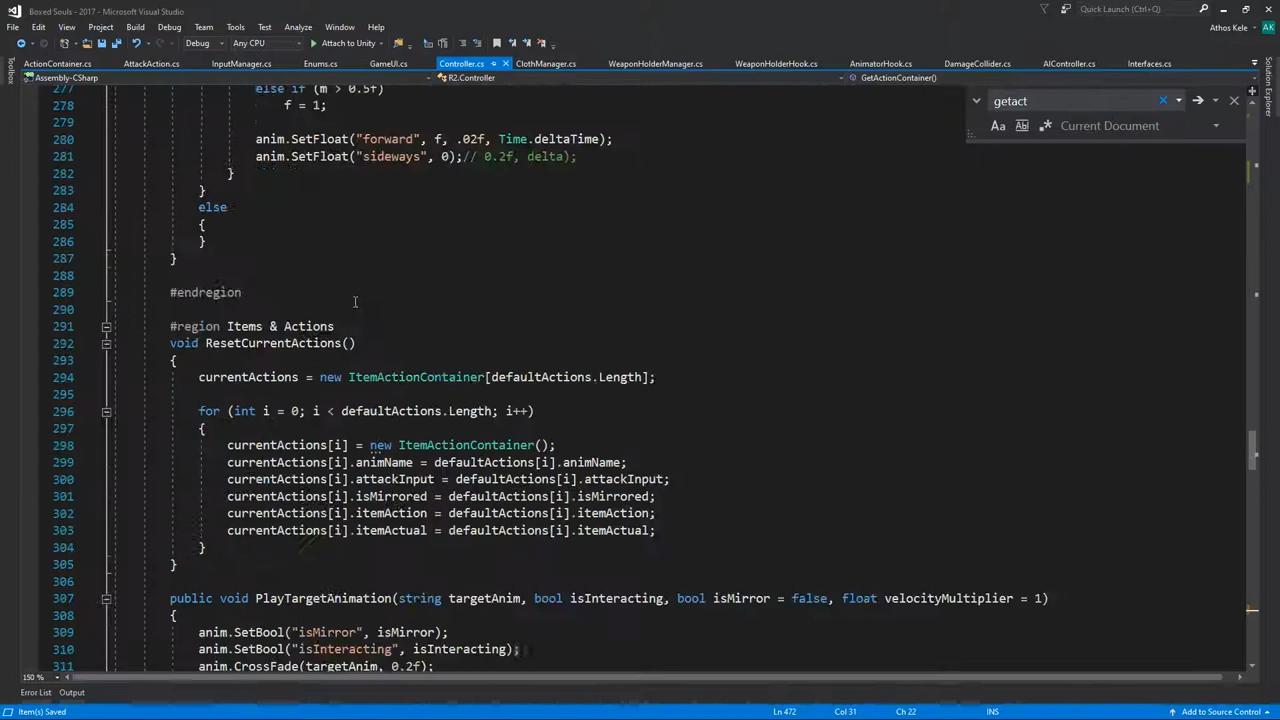 Boxed Souls - 2017 - Microsoft Visual Studio
Quick Launch (Ctrl+Q)
File Edit View Project Build Debug Team Tools Test Analyze Window Help
Athos Kele AK
Debug Any CPU Attach to Unity
Toolbox
ActionContainer.cs AttackAction.cs InputManager.cs Enums.cs GameUI.cs Controller.cs ClothManager.cs WeaponHolderManager.cs WeaponHolderHook.cs AnimatorHook.cs DamageCollider.cs AIController.cs Interfaces.cs
Solution Explorer
Assembly-CSharp R2.Controller GetActionContainer()
getact
Current Document
277 else if (m > 0.5f)
278 f = 1;
279
280 anim.SetFloat("forward", f, .02f, Time.deltaTime);
281 anim.SetFloat("sideways", 0);// 0.2f, delta);
282 }
283 }
284 else
285 {
286 }
287 }
288
289 #endregion
290
291 #region Items & Actions
292 void ResetCurrentActions()
293 {
294 currentActions = new ItemActionContainer[defaultActions.Length];
295
296 for (int i = 0; i < defaultActions.Length; i++)
297 {
298 currentActions[i] = new ItemActionContainer();
299 currentActions[i].animName = defaultActions[i].animName;
300 currentActions[i].attackInput = defaultActions[i].attackInput;
301 currentActions[i].isMirrored = defaultActions[i].isMirrored;
302 currentActions[i].itemAction = defaultActions[i].itemAction;
303 currentActions[i].itemActual = defaultActions[i].itemActual;
304 }
305 }
306
307 public void PlayTargetAnimation(string targetAnim, bool isInteracting, bool isMirror = false, float velocityMultiplier = 1)
308 {
309 anim.SetBool("isMirror", isMirror);
310 anim.SetBool("isInteracting", isInteracting);
311 anim.CrossFade(targetAnim, 0.2f);
150 %
Error List Output
Item(s) Saved Ln 472 Col 31 Ch 22 INS Add to Source Control